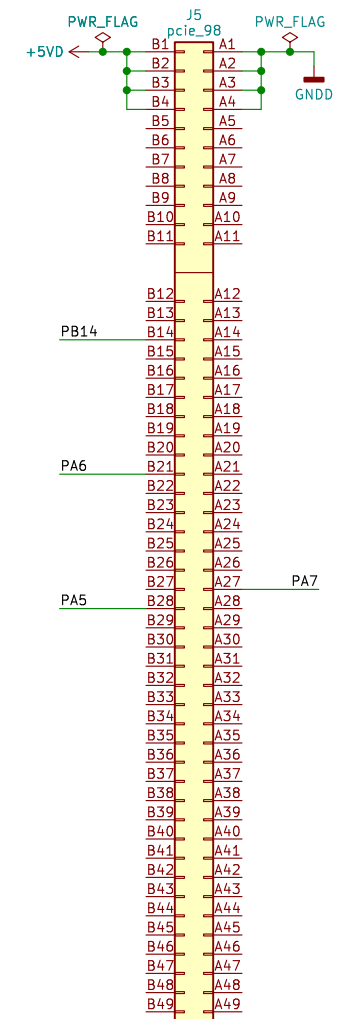 J5
PWR_FLAG pcie_98 PWR_FLAG
+5VD B1 A1
B2 A2
B3 A3 GNDD
B4 A4
B5 A5
B6 A6
B7 A7
B8 A8
B9 A9
B10 A10
B11 A11
B12 A12
B13 A13
PB14 B14 A14
B15 A15
B16 A16
B17 A17
B18 A18
B19 A19
B20 A20
PA6 B21 A21
B22 A22
B23 A23
B24 A24
B25 A25
B26 A26
B27 A27 PA7
PA5 B28 A28
B29 A29
B30 A30
B31 A31
B32 A32
B33 A33
B34 A34
B35 A35
B36 A36
B37 A37
B38 A38
B39 A39
B40 A40
B41 A41
B42 A42
B43 A43
B44 A44
B45 A45
B46 A46
B47 A47
B48 A48
B49 A49